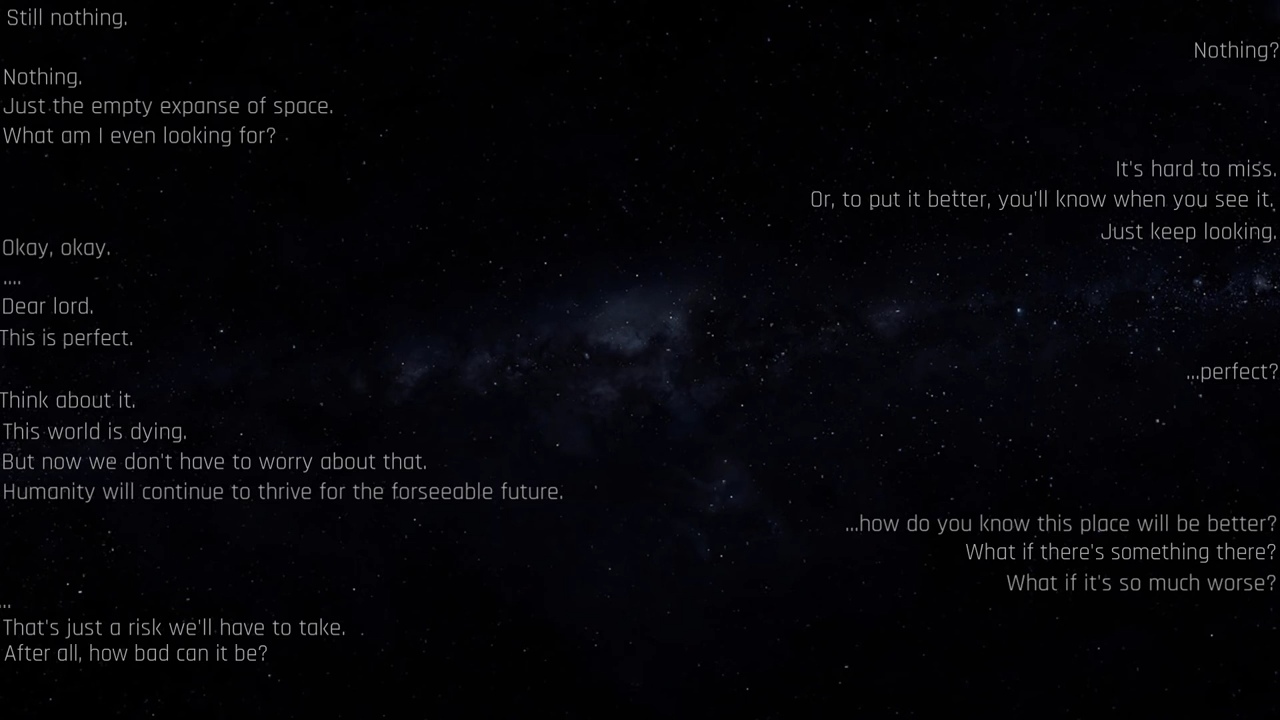 Still nothing.
Nothing?
Nothing.
Just the empty expanse of space.
What am I even looking for?
It's hard to miss.
Or, to put it better, you'll know when you see it.
Just keep looking.
Okay, okay.
....
Dear lord.
This is perfect.
...perfect?
Think about it.
This world is dying.
But now we don't have to worry about that.
Humanity will continue to thrive for the forseeable future.
...how do you know this place will be better?
What if there's something there?
What if it's so much worse?
...
That's just a risk we'll have to take.
After all, how bad can it be?